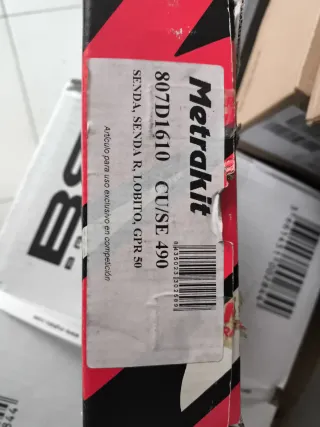 Metrakit
807D1610 CU/SE 490
SENDA, SENDA R, LOBITO, GPR 50
Artículo para uso exclusivo en competición